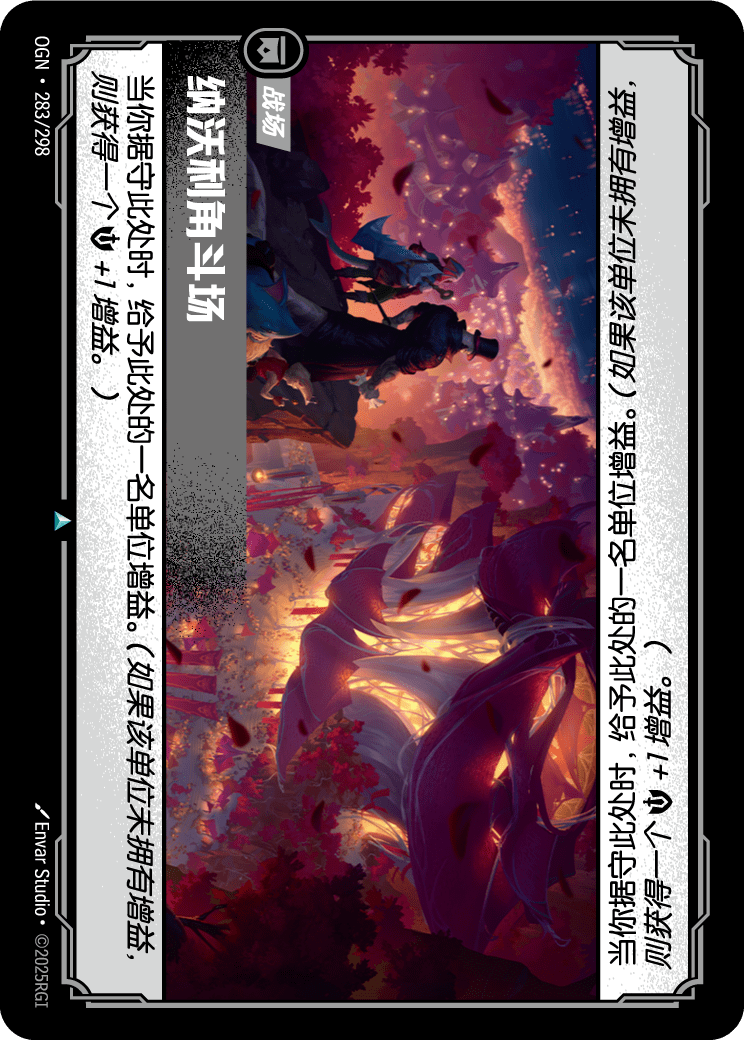 当你据守此处时，给予此处的一名单位增益。（如果该单位未拥有增益，
则获得一个 +1 增益。）
战场
纳沃利角斗场
当你据守此处时，给予此处的一名单位增益。（如果该单位未拥有增益，
则获得一个 +1 增益。）
OGN • 283/298
Envar Studio • ©2025RGI